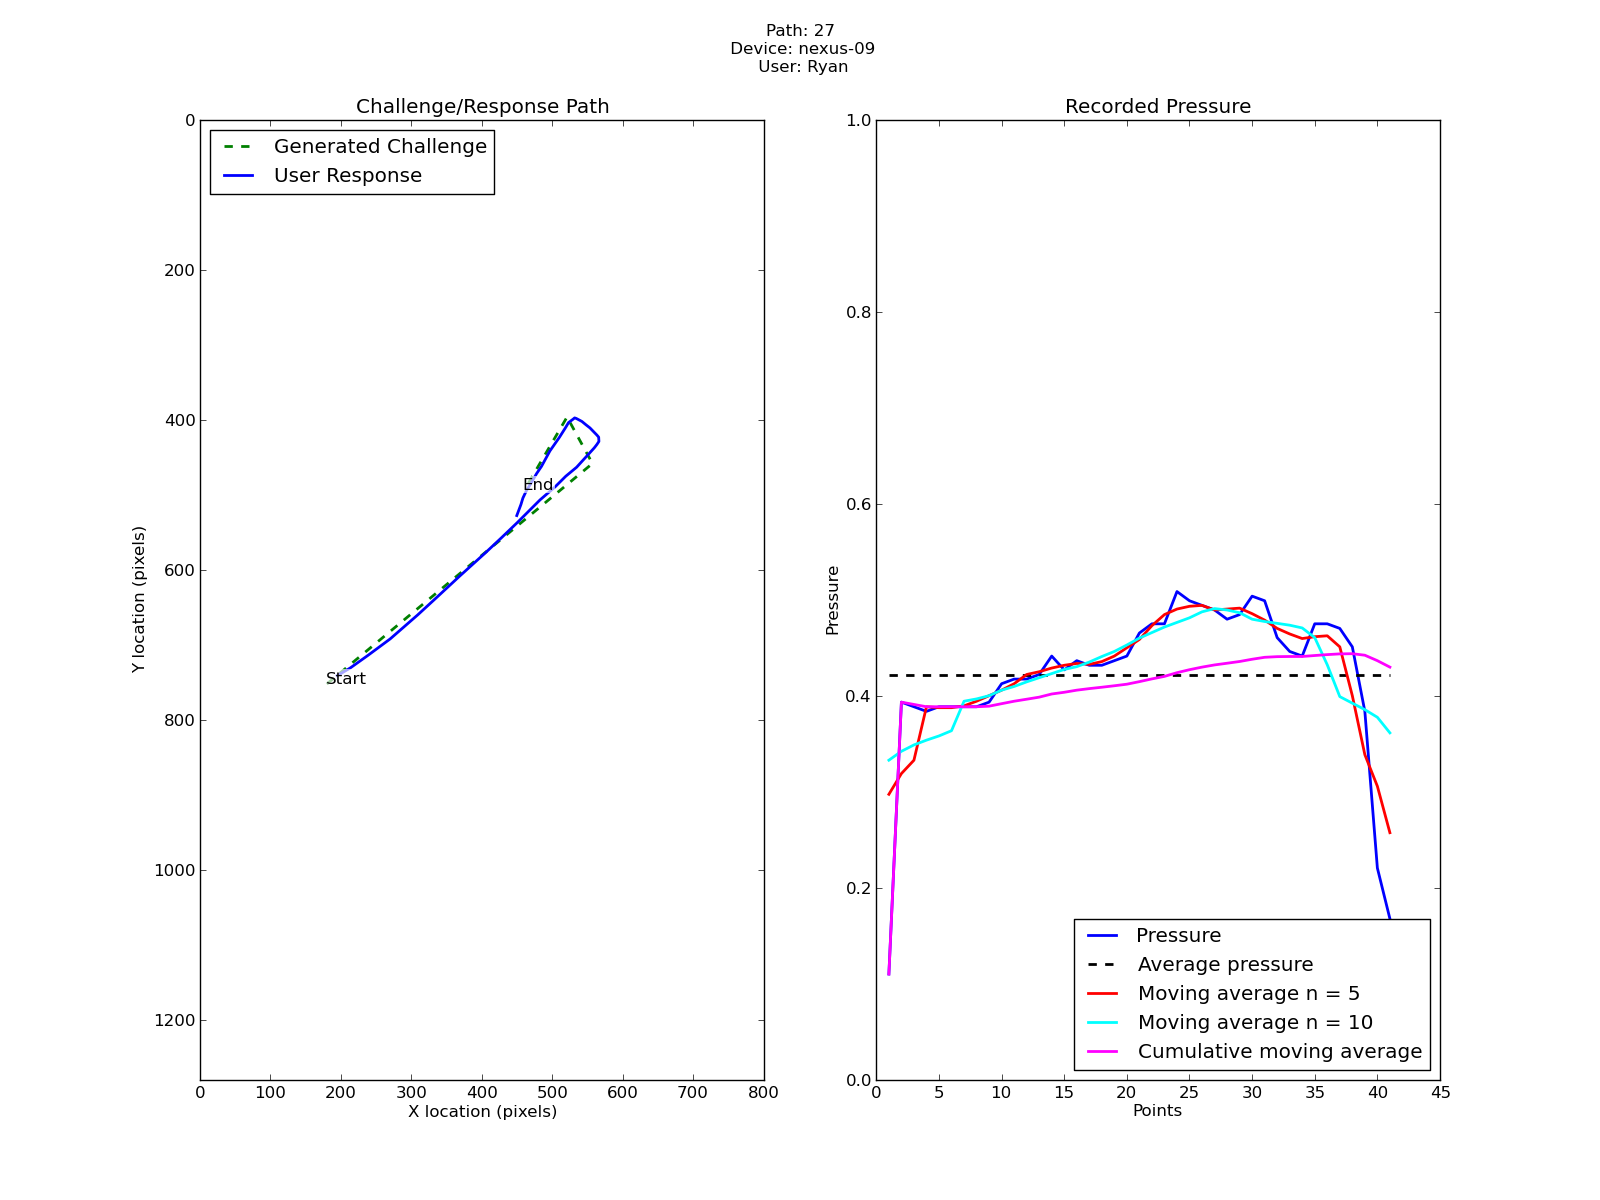 Path: 27
Device: nexus-09
User: Ryan
Challenge/Response Path
Generated Challenge
User Response
0
200
400
600
800
1000
1200
Y location (pixels)
Start
End
0 100 200 300 400 500 600 700 800
X location (pixels)
Recorded Pressure
1.0
0.8
0.6
0.4
0.2
0.0
Pressure
Pressure
Average pressure
Moving average n = 5
Moving average n = 10
Cumulative moving average
0 5 10 15 20 25 30 35 40 45
Points